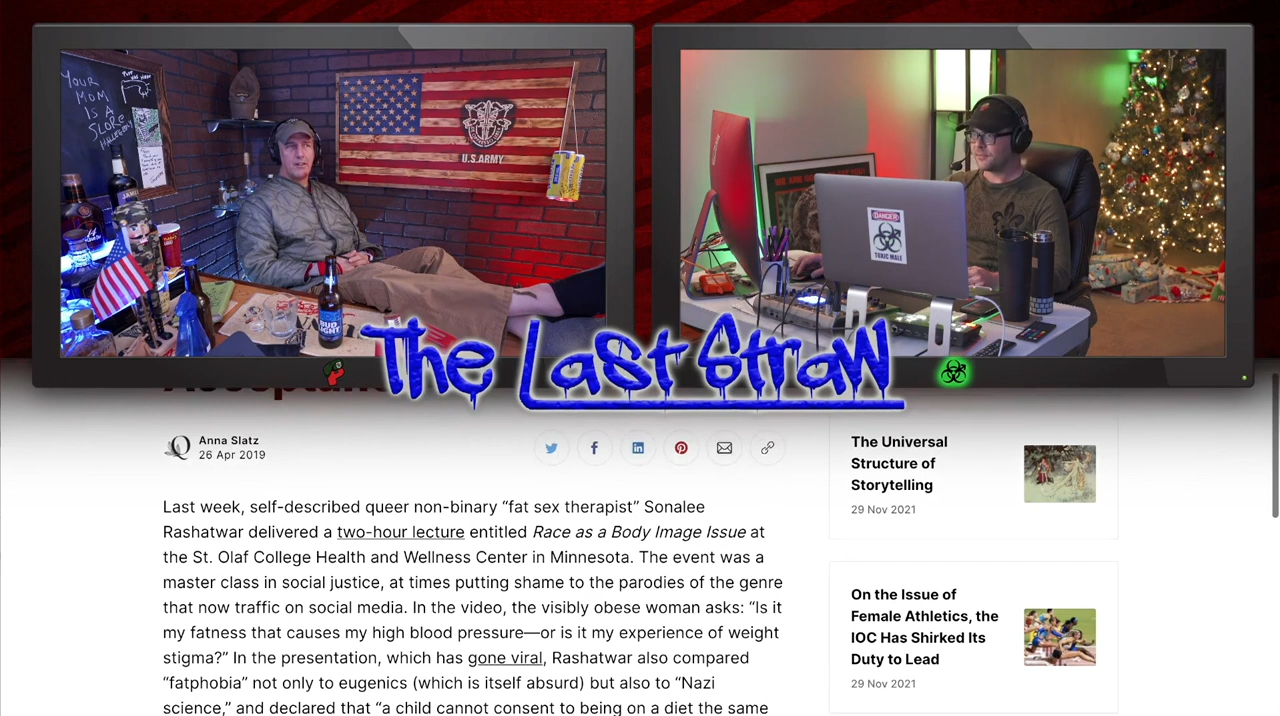 YOUR
MOM
IS A
U.S.ARMY
DANGER
TOXIC MALE
BUD
LIGHT
The Last Straw
Anna Slatz
26 Apr 2019
Last week, self-described queer non-binary “fat sex therapist” Sonalee
Rashatwar delivered a two-hour lecture entitled Race as a Body Image Issue at
the St. Olaf College Health and Wellness Center in Minnesota. The event was a
master class in social justice, at times putting shame to the parodies of the genre
that now traffic on social media. In the video, the visibly obese woman asks: “Is it
my fatness that causes my high blood pressure—or is it my experience of weight
stigma?” In the presentation, which has gone viral, Rashatwar also compared
“fatphobia” not only to eugenics (which is itself absurd) but also to “Nazi
science,” and declared that “a child cannot consent to being on a diet the same
The Universal
Structure of
Storytelling
29 Nov 2021
On the Issue of
Female Athletics, the
IOC Has Shirked Its
Duty to Lead
29 Nov 2021